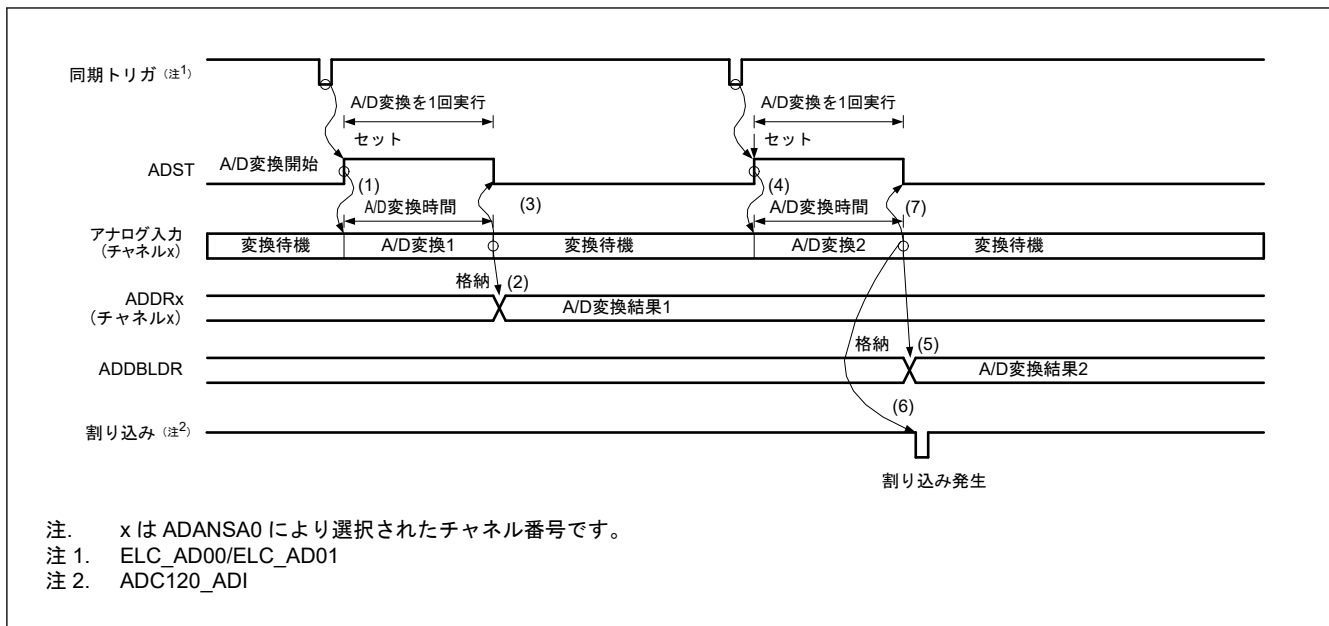 同期トリガ（注1）
A/D変換を1回実行
A/D変換を1回実行
セット
セット
ADST
A/D変換開始
(1)
(3)
(4)
(7)
A/D変換時間
A/D変換時間
アナログ入力
（チャネルx）
変換待機
A/D変換1
変換待機
A/D変換2
変換待機
格納
(2)
ADDRx
（チャネルx）
A/D変換結果1
格納
(5)
ADDBLDR
A/D変換結果2
(6)
割り込み（注2）
割り込み発生
注. x は ADANSA0 により選択されたチャネル番号です。
注 1. ELC_AD00/ELC_AD01
注 2. ADC120_ADI